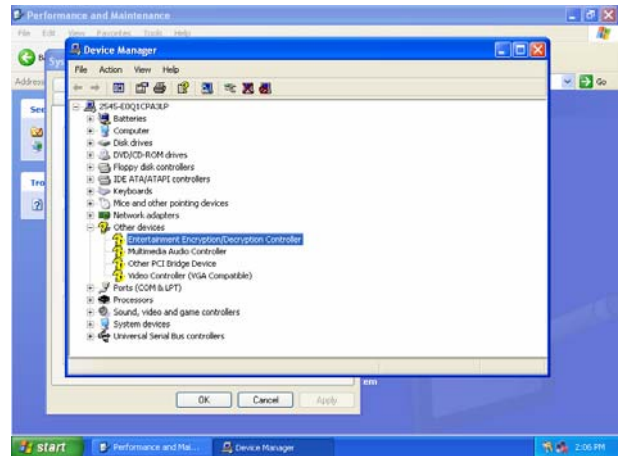 Performance and Maintenance
File Edit View Favorites Tools Help
Device Manager
File Action View Help
Address
Go
2545-E0Q1CPA3LP
Batteries
Computer
Disk drives
DVD/CD-ROM drives
Floppy disk controllers
IDE ATA/ATAPI controllers
Keyboards
Mice and other pointing devices
Network adapters
Other devices
Entertainment Encryption/Decryption Controller
Multimedia Audio Controller
Other PCI Bridge Device
Video Controller (VGA Compatible)
Ports (COM & LPT)
Processors
Sound, video and game controllers
System devices
Universal Serial Bus controllers
Sys
See
Tro
em
OK Cancel Apply
start Performance and Mai... Device Manager 2:06 PM